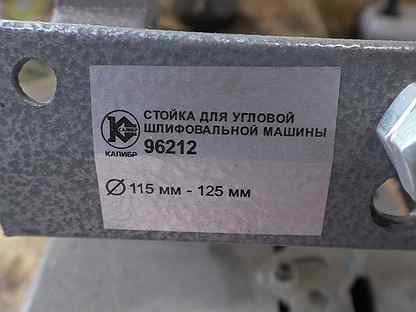 СТОЙКА ДЛЯ УГЛОВОЙ
ШЛИФОВАЛЬНОЙ МАШИНЫ
96212
КАЛИБР
Ø 115 мм - 125 мм